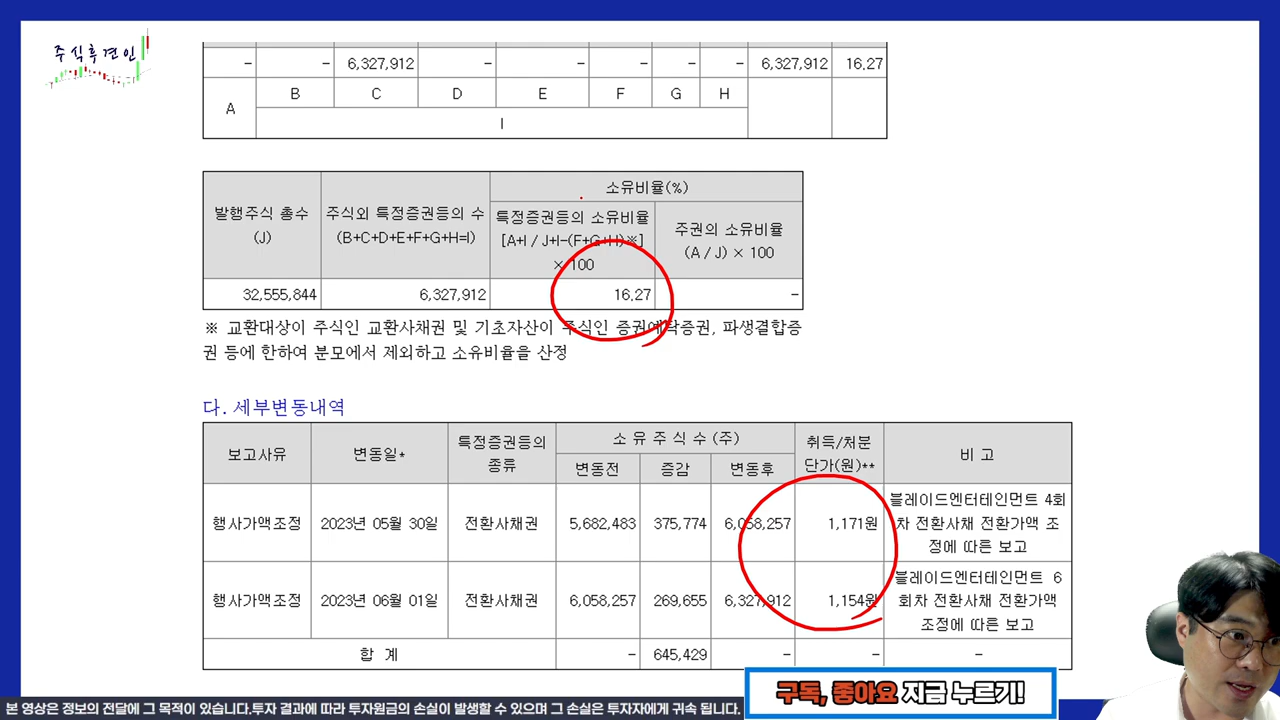 주식후견인
- - 6,327,912 - - - - - 6,327,912 16.27
A B C D E F G H
I
발행주식 총수 (J) 주식외 특정증권등의 수 (B+C+D+E+F+G+H=I) 소유비율(%)
특정증권등의 소유비율 [A+I / J+I-(F+G+H)※] × 100 주권의 소유비율 (A / J) × 100
32,555,844 6,327,912 16.27 -
※ 교환대상이 주식인 교환사채권 및 기초자산이 주식인 증권예탁증권, 파생결합증
권 등에 한하여 분모에서 제외하고 소유비율을 산정
다. 세부변동내역
보고사유 변동일* 특정증권등의 종류 소 유 주 식 수 (주) 취득/처분 단가(원)** 비 고
변동전 증감 변동후
행사가액조정 2023년 05월 30일 전환사채권 5,682,483 375,774 6,058,257 1,171원 블레이드엔터테인먼트 4회차 전환사채 전환가액 조정에 따른 보고
행사가액조정 2023년 06월 01일 전환사채권 6,058,257 269,655 6,327,912 1,154원 블레이드엔터테인먼트 6회차 전환사채 전환가액 조정에 따른 보고
합 계 - 645,429 - - -
구독, 좋아요 지금 누르기!
본 영상은 정보의 전달에 그 목적이 있습니다.투자 결과에 따라 투자원금의 손실이 발생할 수 있으며 그 손실은 투자자에게 귀속 됩니다.